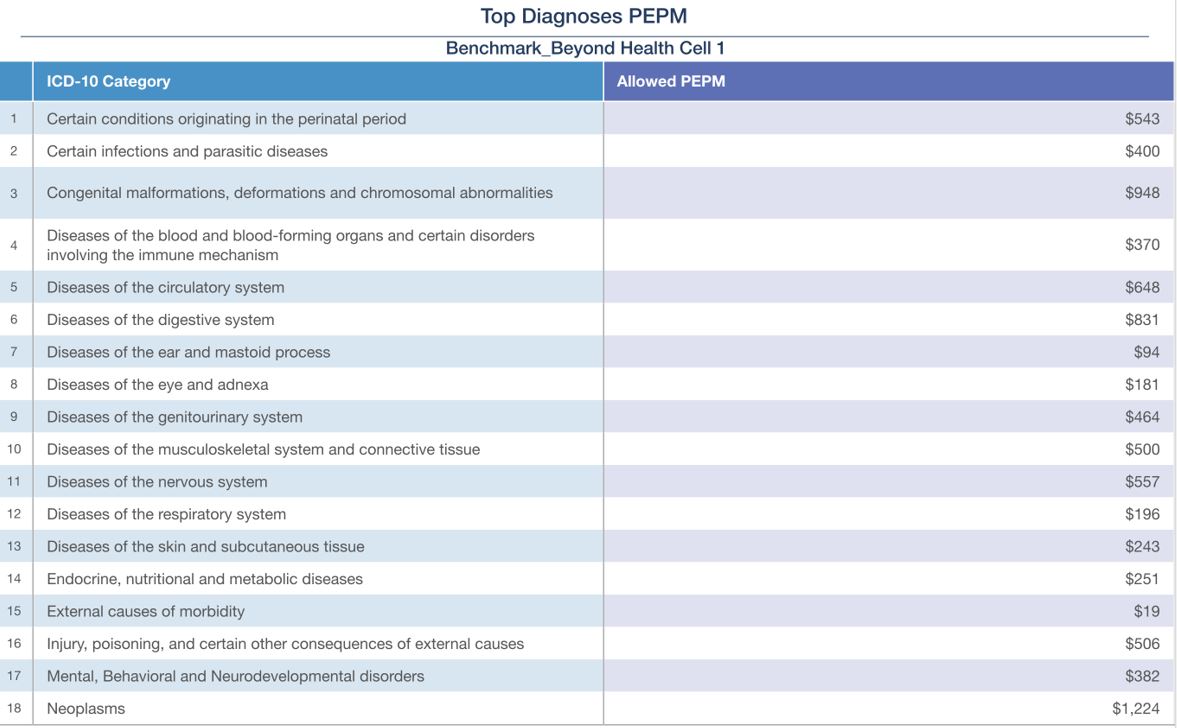 Top Diagnoses PEPM
Benchmark_Beyond Health Cell 1
ICD-10 Category Allowed PEPM
1 Certain conditions originating in the perinatal period $543
2 Certain infections and parasitic diseases $400
3 Congenital malformations, deformations and chromosomal abnormalities $948
4 Diseases of the blood and blood-forming organs and certain disorders
involving the immune mechanism $370
5 Diseases of the circulatory system $648
6 Diseases of the digestive system $831
7 Diseases of the ear and mastoid process $94
8 Diseases of the eye and adnexa $181
9 Diseases of the genitourinary system $464
10 Diseases of the musculoskeletal system and connective tissue $500
11 Diseases of the nervous system $557
12 Diseases of the respiratory system $196
13 Diseases of the skin and subcutaneous tissue $243
14 Endocrine, nutritional and metabolic diseases $251
15 External causes of morbidity $19
16 Injury, poisoning, and certain other consequences of external causes $506
17 Mental, Behavioral and Neurodevelopmental disorders $382
18 Neoplasms $1,224